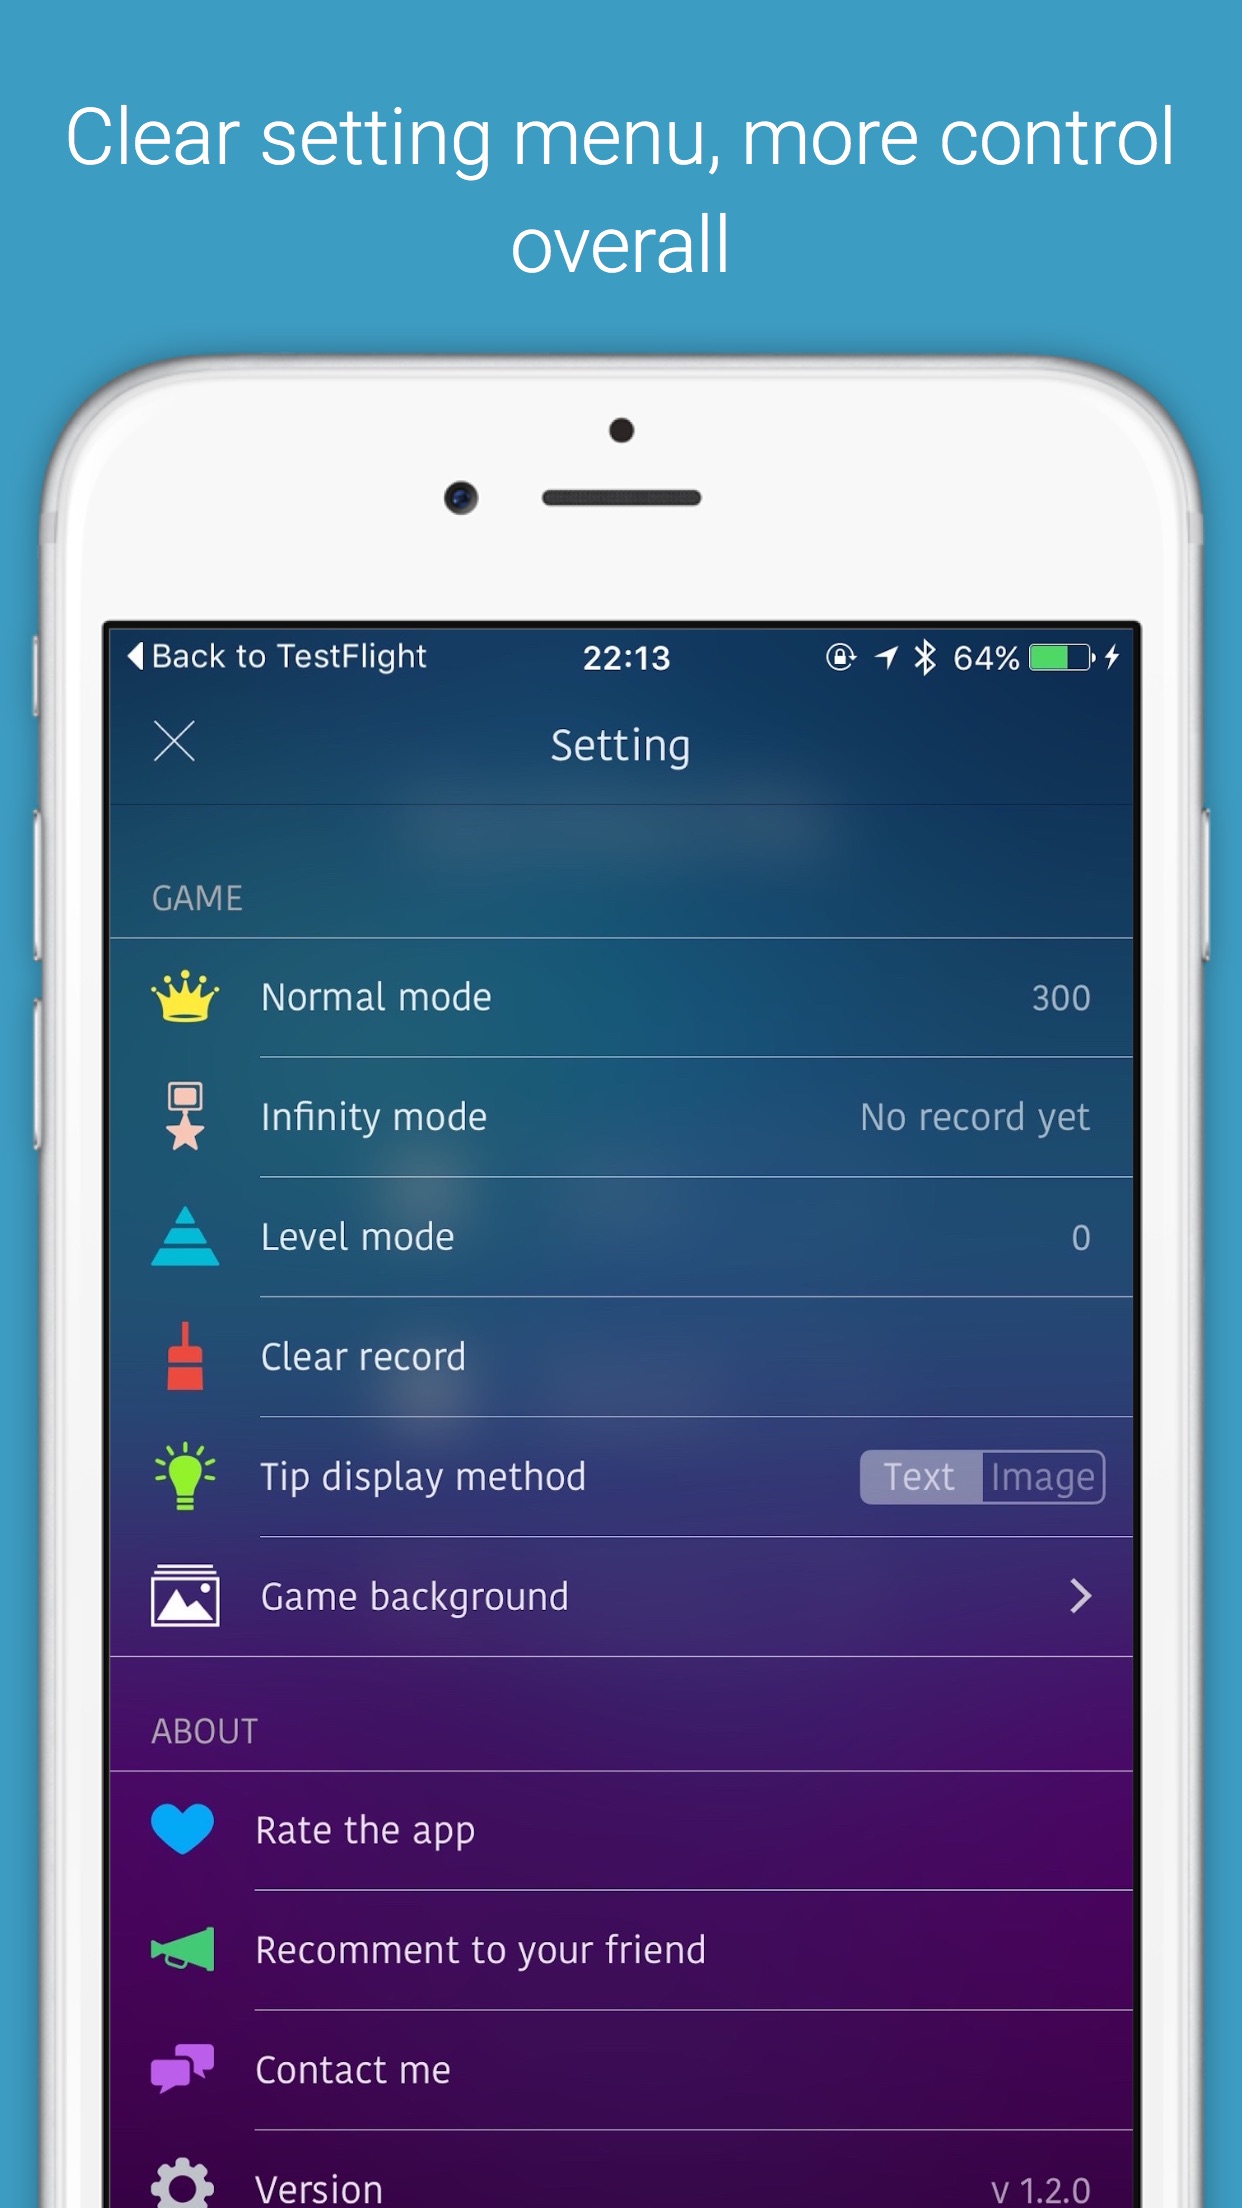 Clear setting menu, more control
overall
Back to TestFlight 22:13 64%
Setting
GAME
Normal mode 300
Infinity mode No record yet
Level mode 0
Clear record
Tip display method Text Image
Game background
ABOUT
Rate the app
Recomment to your friend
Contact me
Version v 1.2.0